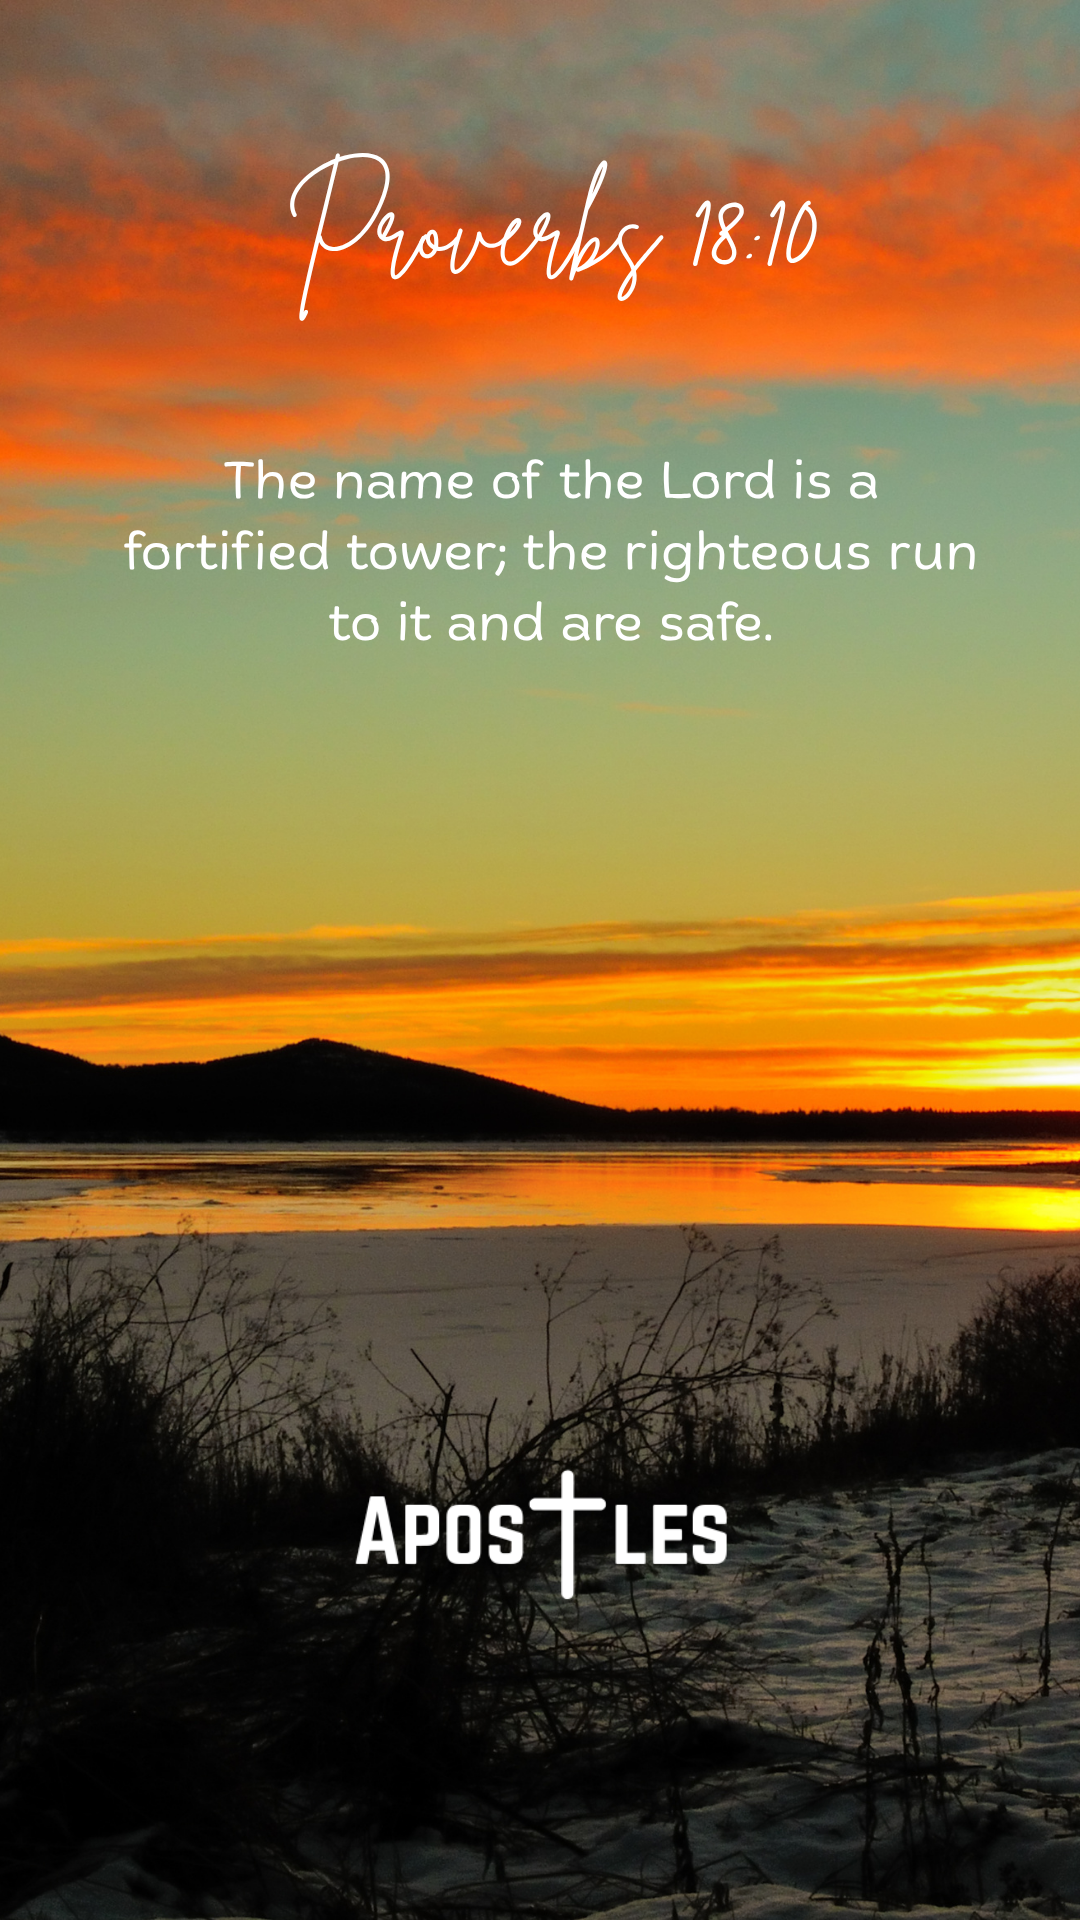 Proverbs 18:10
The name of the Lord is a
fortified tower; the righteous run
to it and are safe.
APOSTLES